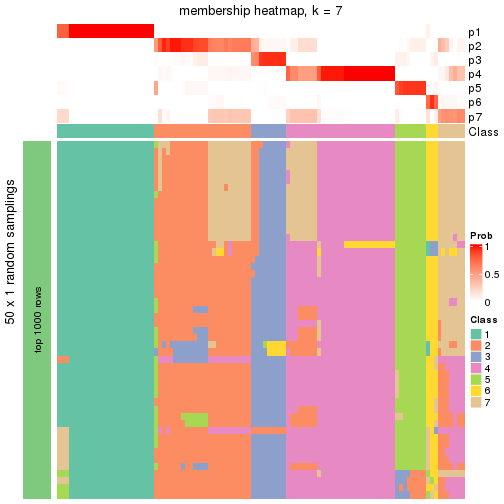 membership heatmap, k = 7
p1
p2
p3
p4
p5
p6
p7
Class
50 x 1 random samplings
top 1000 rows
Prob
1
0.5
0
Class
1
2
3
4
5
6
7